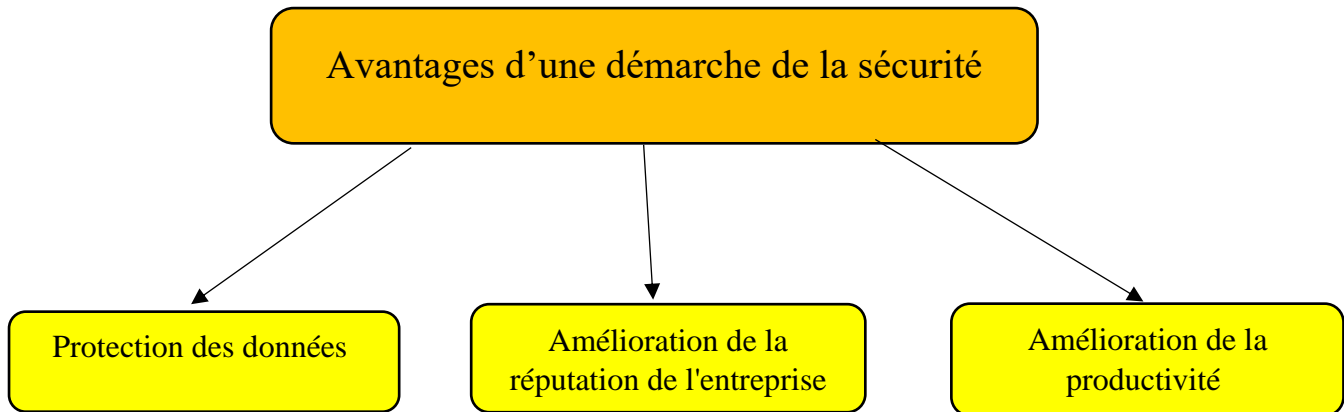 Avantages d’une démarche de la sécurité
Protection des données
Amélioration de la
réputation de l'entreprise
Amélioration de la
productivité